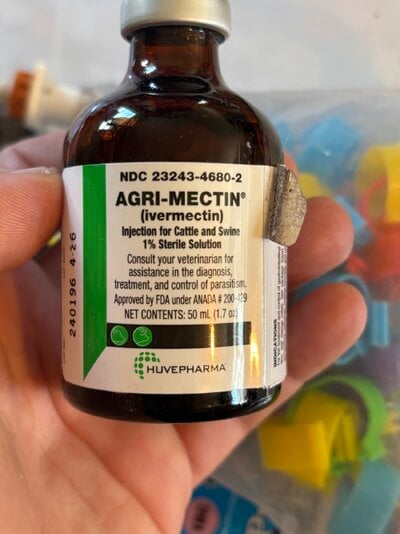 NDC 23243-4680-2
AGRI-MECTIN®
(ivermectin)
Injection for Cattle and Swine
1% Sterile Solution
Consult your veterinarian for
assistance in the diagnosis,
treatment, and control of parasitism.
Approved by FDA under ANADA # 200-429
NET CONTENTS: 50 mL (1.7 oz
HUVEPHARMA®
240196 4-26
INDICATIONS